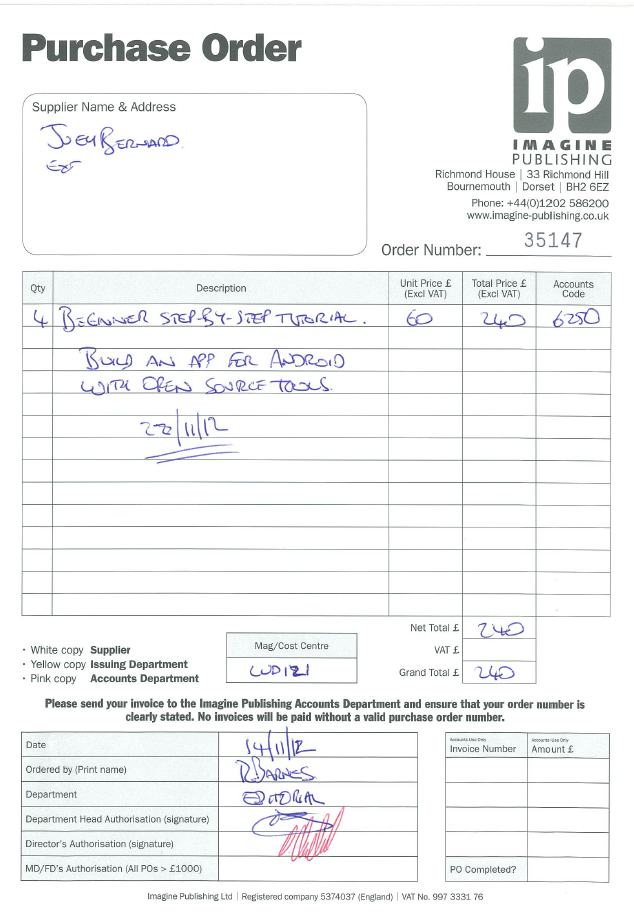 Purchase Order
ip
IMAGINE
PUBLISHING
Richmond House | 33 Richmond Hill
Bournemouth | Dorset | BH2 6EZ
Phone: +44(0)1202 586200
www.imagine-publishing.co.uk
Supplier Name & Address
JOEY BERNARD.
EXT
Order Number: 35147
Qty Description Unit Price £ (Excl VAT) Total Price £ (Excl VAT) Accounts Code
4 BEGINNER STEP-BY-STEP TUTORIAL. 60 240 6250
BUILD AN APP FOR ANDROID
WITH OPEN SOURCE TOOLS.
22/11/12
Net Total £ 240
VAT £
Grand Total £ 240
· White copy Supplier
· Yellow copy Issuing Department
· Pink copy Accounts Department
Mag/Cost Centre
LUD121
Please send your invoice to the Imagine Publishing Accounts Department and ensure that your order number is
clearly stated. No invoices will be paid without a valid purchase order number.
Date 14/11/12
Ordered by (Print name) R. BARNES
Department EDITORIAL
Department Head Authorisation (signature)
Director's Authorisation (signature)
MD/FD's Authorisation (All POs > £1000)
Accounts Use Only
Invoice Number
Accounts Use Only
Amount £
PO Completed?
Imagine Publishing Ltd | Registered company 5374037 (England) | VAT No. 997 3331 76